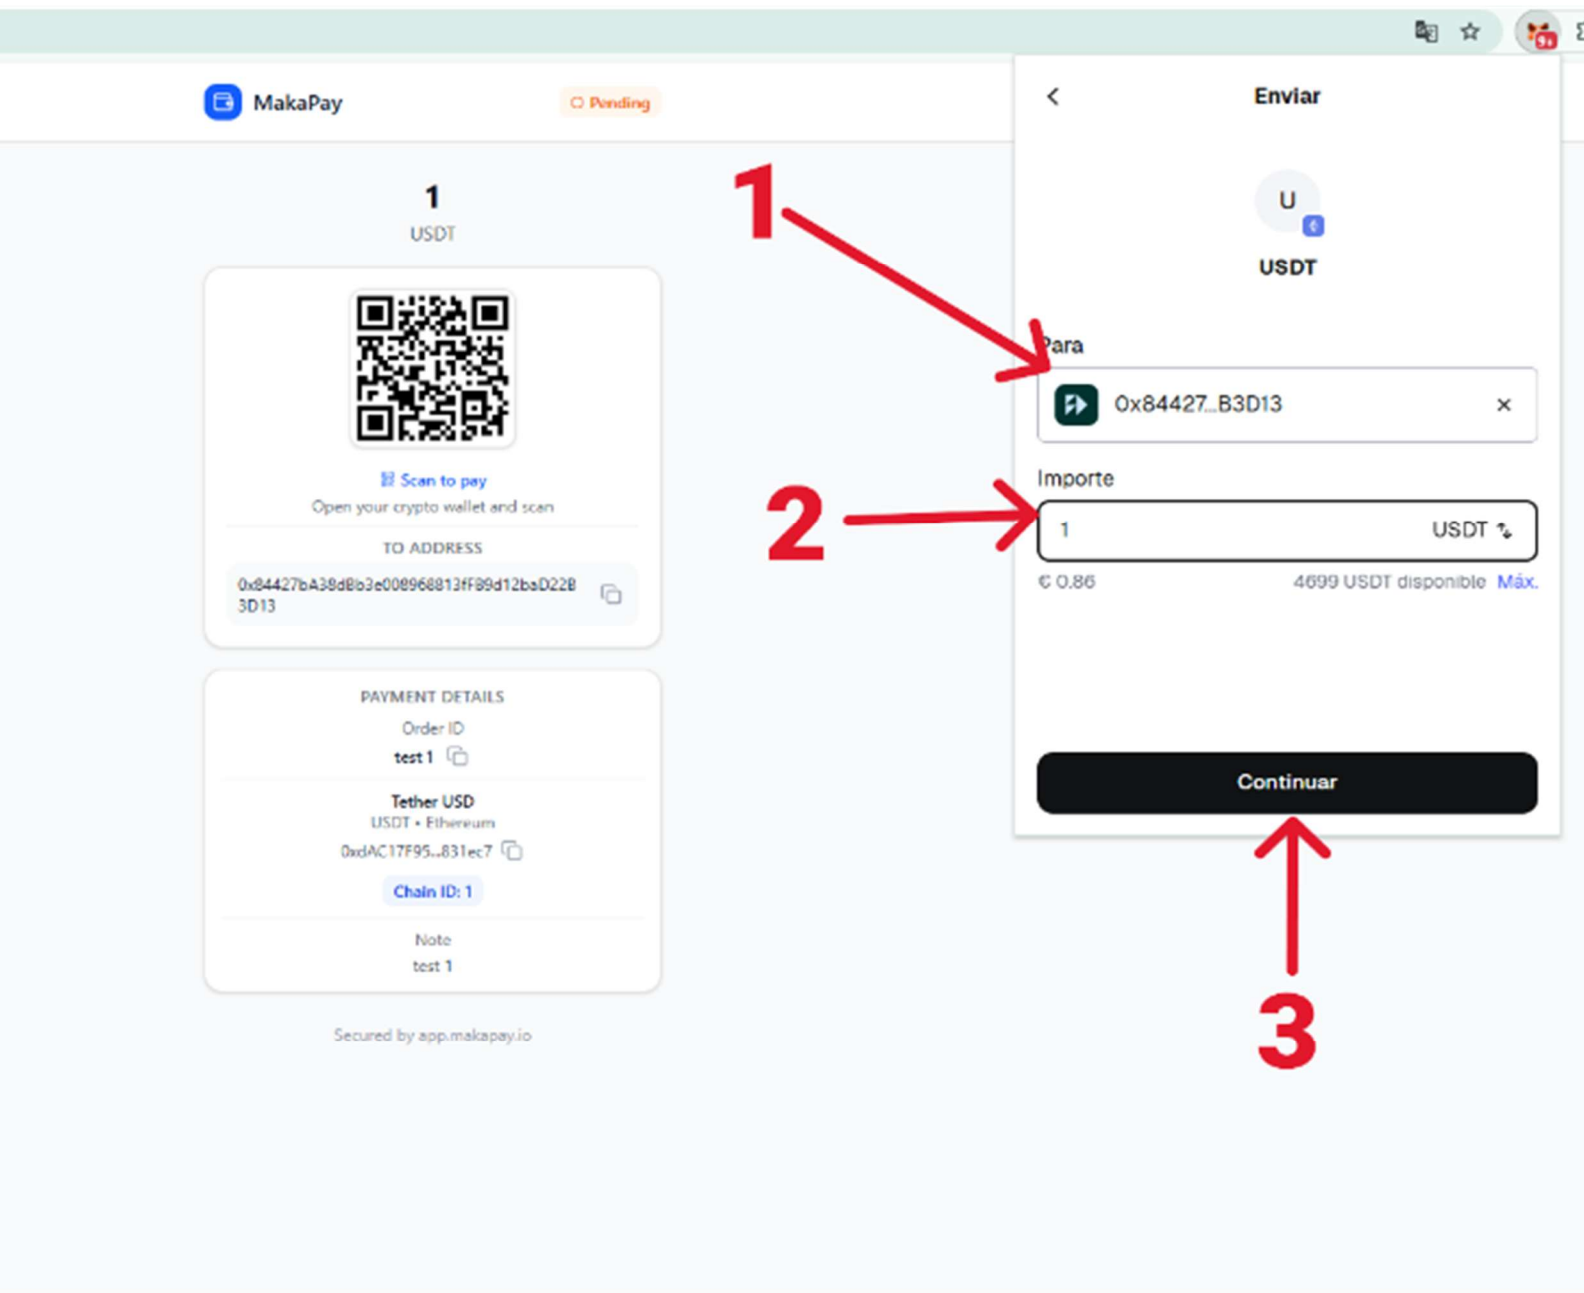 MakaPay
Pending
1
USDT
Scan to pay
Open your crypto wallet and scan
TO ADDRESS
0x84427bA38dBb3e008968813fFB9d12baD22B
3D13
PAYMENT DETAILS
Order ID
test 1
Tether USD
USDT • Ethereum
0xdAC17F95...831ec7
Chain ID: 1
Note
test 1
Secured by app.makapay.io
1
2
3
9+
Enviar
U
USDT
Para
0x84427...B3D13
Importe
1
USDT
€ 0.86
4699 USDT disponible Máx.
Continuar